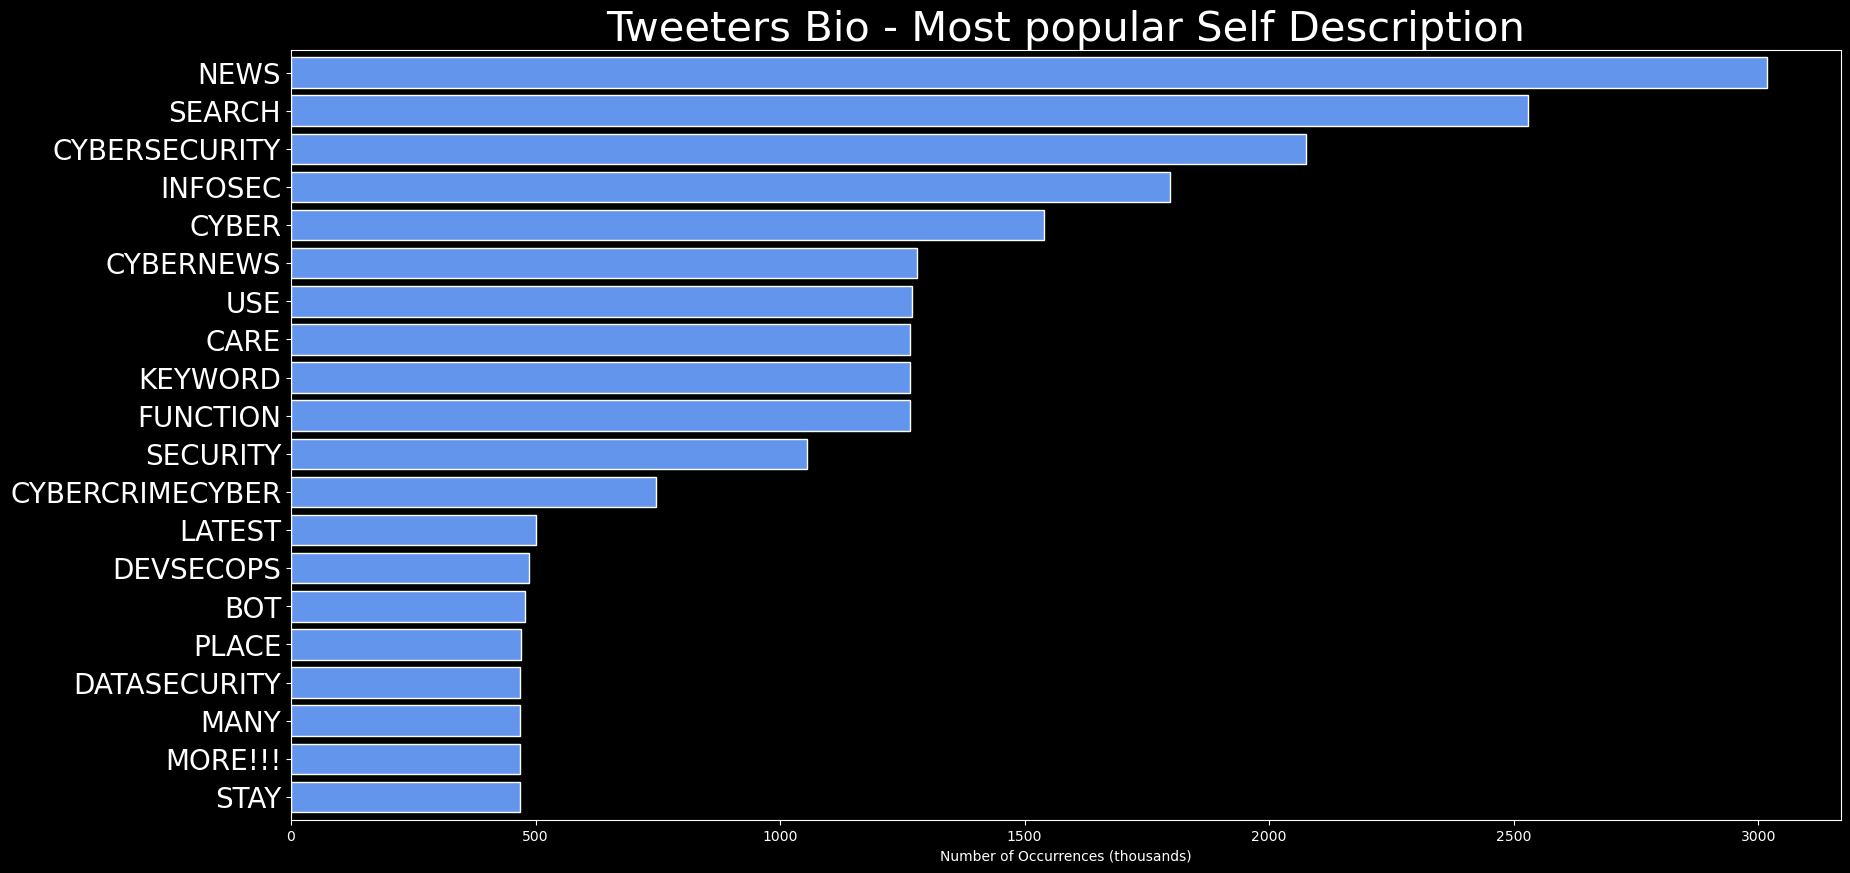 Tweeters Bio - Most popular Self Description
NEWS
SEARCH
CYBERSECURITY
INFOSEC
CYBER
CYBERNEWS
USE
CARE
KEYWORD
FUNCTION
SECURITY
CYBERCRIMECYBER
LATEST
DEVSECOPS
BOT
PLACE
DATASECURITY
MANY
MORE!!!
STAY
0 500 1000 1500 2000 2500 3000
Number of Occurrences (thousands)